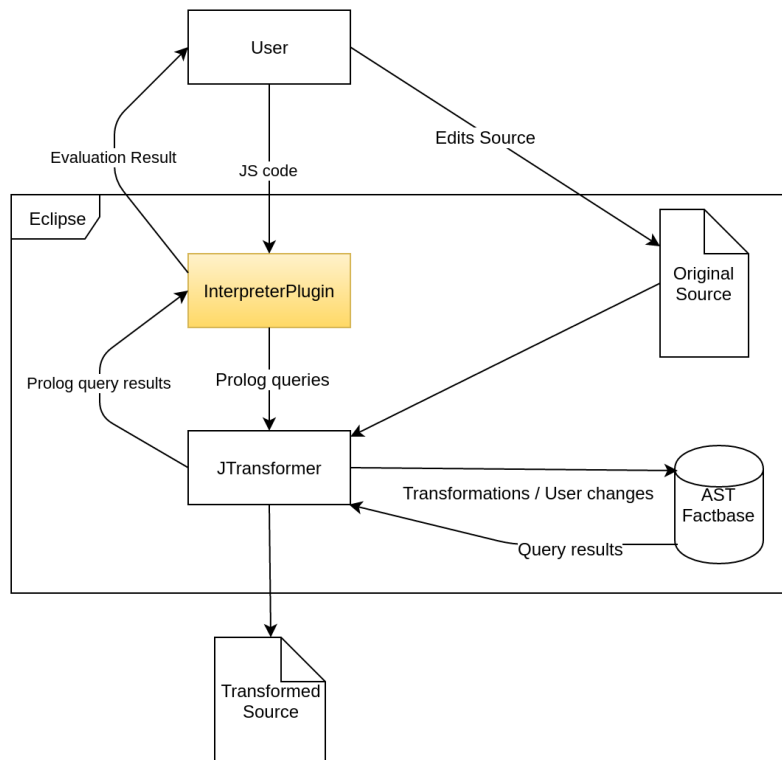 User
Edits Source
Evaluation Result
JS code
Eclipse
Original
Source
InterpreterPlugin
Prolog query results
Prolog queries
JTransformer
Transformations / User changes
AST
Factbase
Query results
Transformed
Source